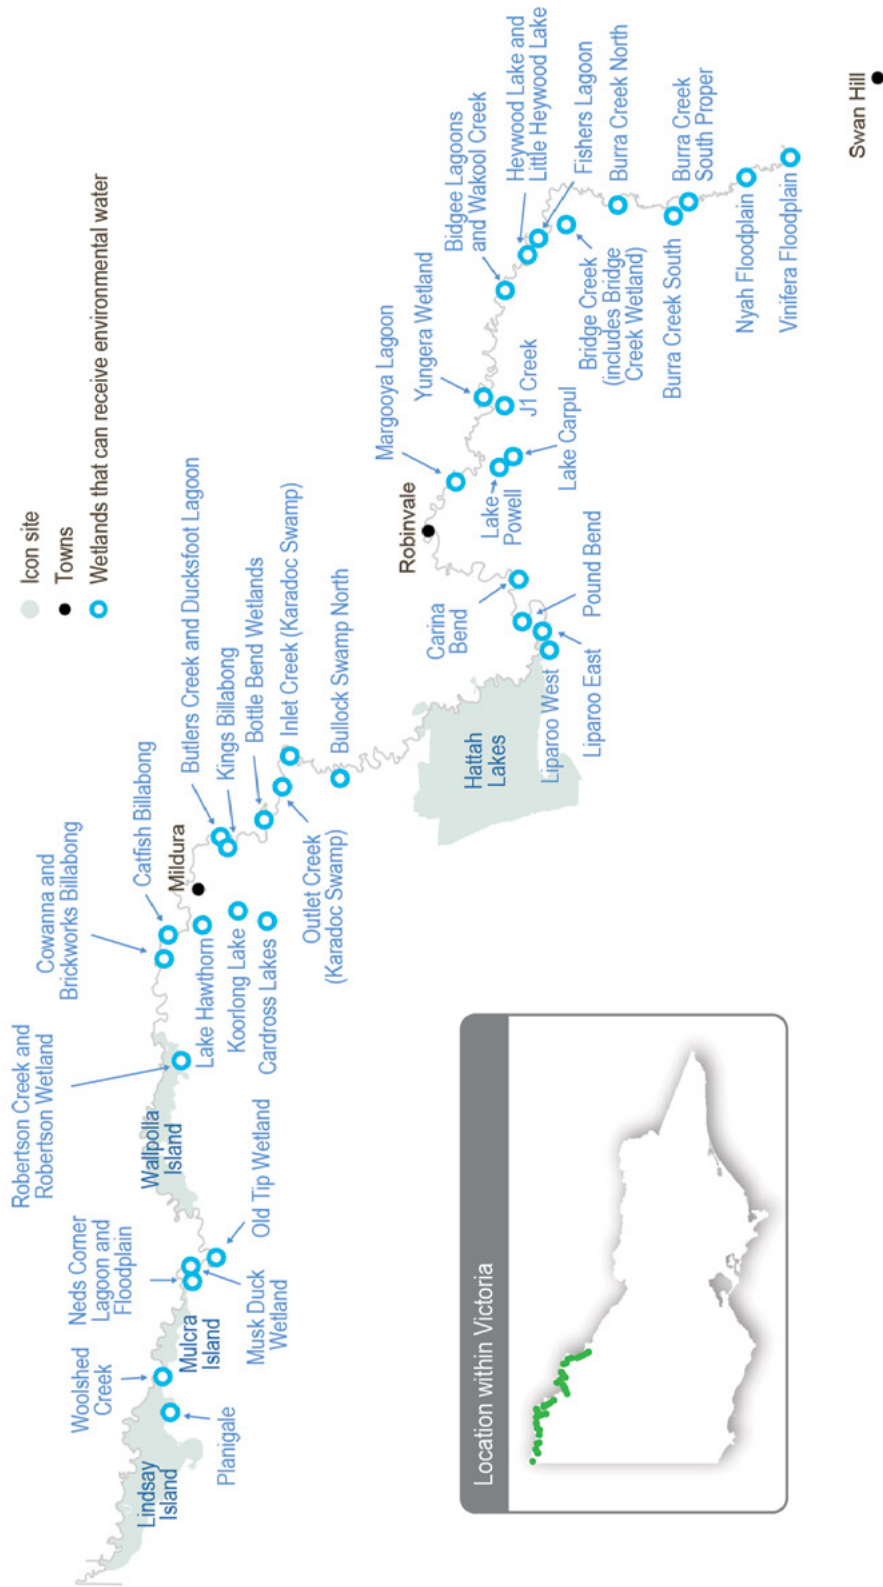 Icon site
Towns
Wetlands that can receive environmental water
Lindsay
Island
Planigale
Woolshed
Creek
Mulcra
Island
Neds Corner
Lagoon and
Floodplain
Musk Duck
Wetland
Old Tip Wetland
Wallpolla
Island
Robertson Creek and
Robertson Wetland
Cowanna and
Brickworks Billabong
Catfish Billabong
Lake Hawthorn
Koorlong Lake
Cardross Lakes
Mildura
Butlers Creek and Ducksfoot Lagoon
Kings Billabong
Bottle Bend Wetlands
Inlet Creek (Karadoc Swamp)
Outlet Creek
(Karadoc Swamp)
Bullock Swamp North
Hattah
Lakes
Liparoo West
Liparoo East
Pound Bend
Carina
Bend
Robinvale
Margooya Lagoon
Lake
Powell
Lake Carpul
Yungera Wetland
J1 Creek
Bidgee Lagoons
and Wakool Creek
Heywood Lake and
Little Heywood Lake
Fishers Lagoon
Bridge Creek
(includes Bridge
Creek Wetland)
Burra Creek North
Burra Creek South
Burra Creek
South Proper
Nyah Floodplain
Vinifera Floodplain
Swan Hill
Location within Victoria